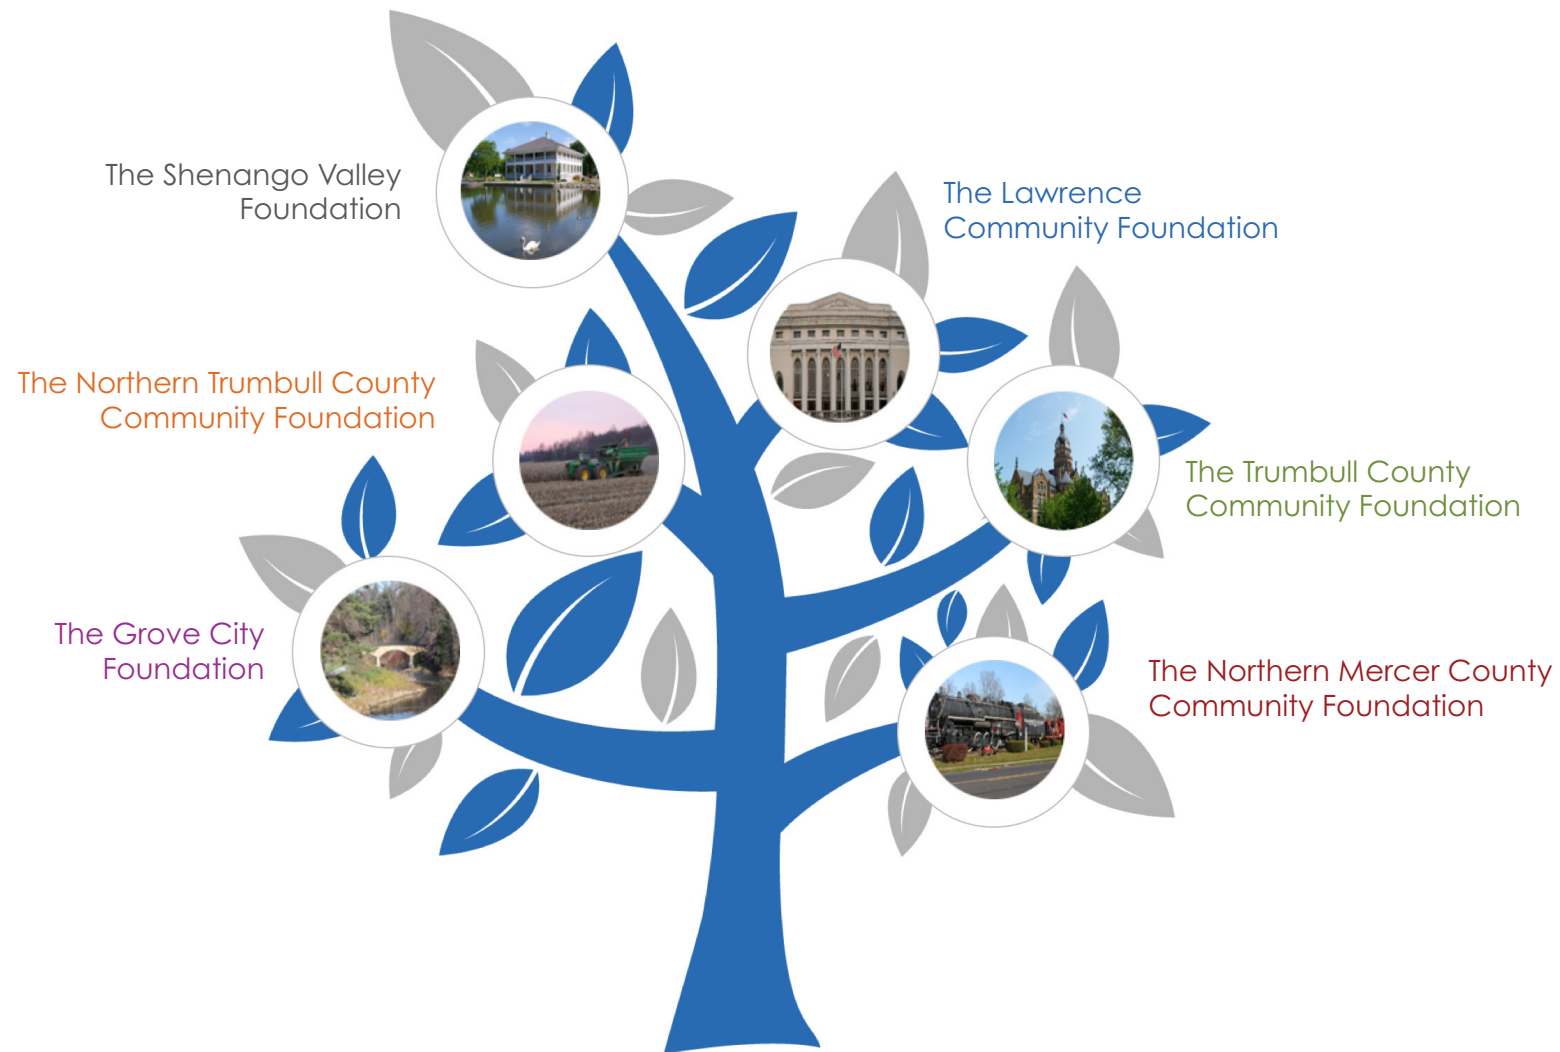 The Shenango Valley
Foundation
The Lawrence
Community Foundation
The Northern Trumbull County
Community Foundation
The Trumbull County
Community Foundation
The Grove City
Foundation
The Northern Mercer County
Community Foundation